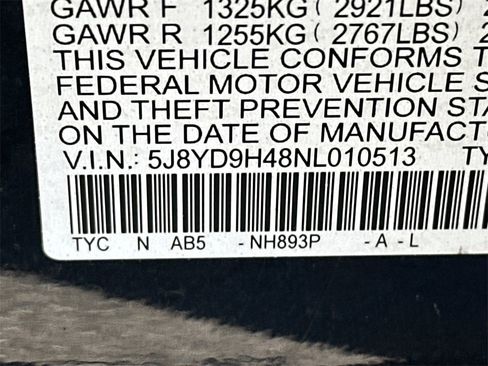 GAWR F 1325KG ( 2921LBS)
GAWR R 1255KG ( 2767LBS)
THIS VEHICLE CONFORMS
FEDERAL MOTOR VEHICLE
AND THEFT PREVENTION
ON THE DATE OF
V.I.N.: 5J8YD9H48NL010513
TYC N AB5 -NH893P -A -L